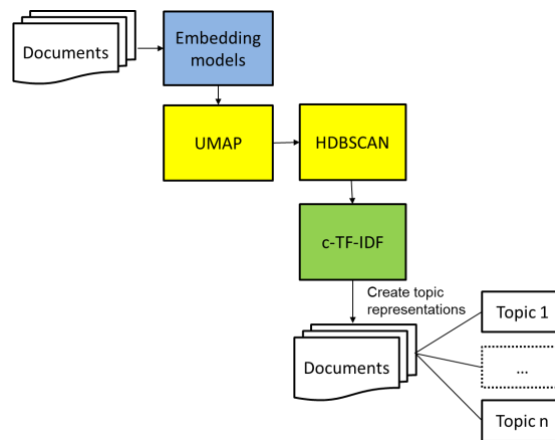 Documents
Embedding
models
UMAP
HDBSCAN
c-TF-IDF
Create topic
representations
Documents
Topic 1
...
Topic n